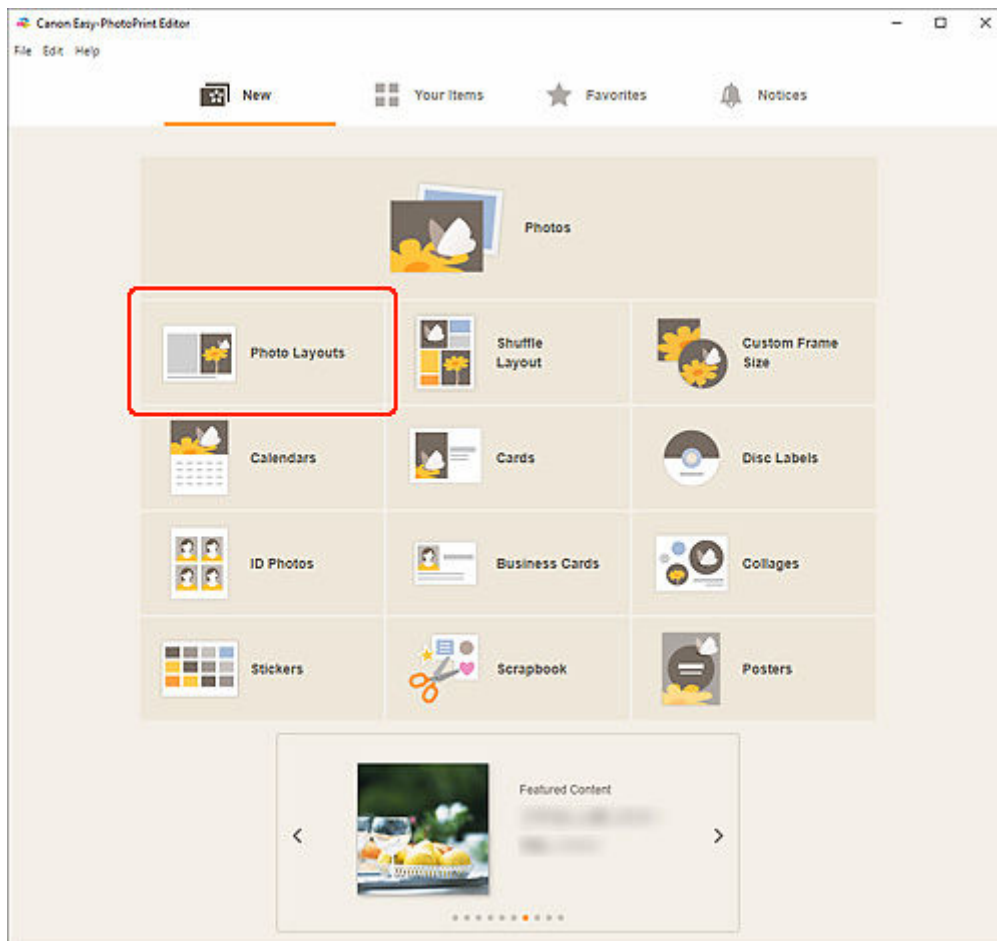 Canon Easy-PhotoPrint Editor
File Edit Help
New Your Items Favorites Notices
Photos
Photo Layouts
Shuffle
Layout
Custom Frame
Size
Calendars
Cards
Disc Labels
ID Photos
Business Cards
Collages
Stickers
Scrapbook
Posters
Featured Content